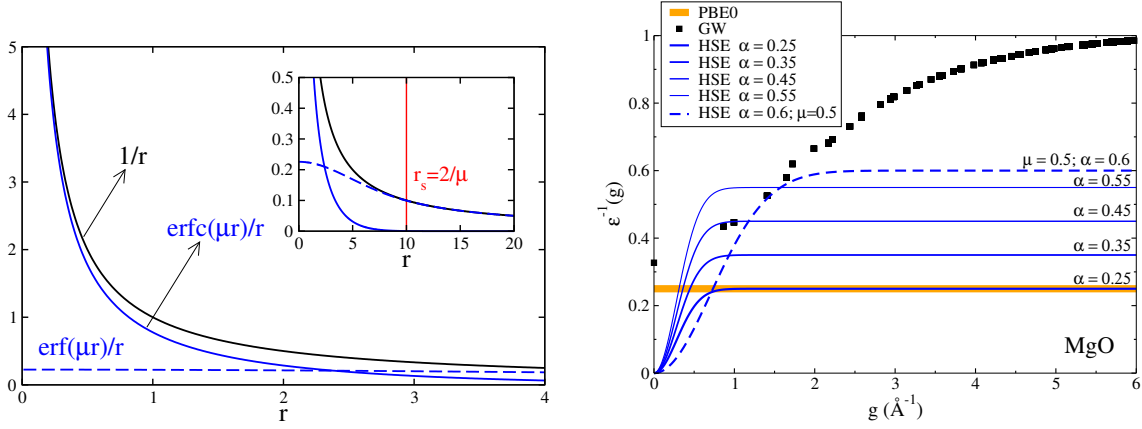 5
4
3
2
1
0
0
1
2
3
4
r
1/r
erfc(μr)/r
erf(μr)/r
0.5
0.4
0.3
0.2
0.1
0
0
5
10
15
20
r
r_s=2/μ
PBE0
GW
HSE α = 0.25
HSE α = 0.35
HSE α = 0.45
HSE α = 0.55
HSE α = 0.6; μ=0.5
1
0.8
0.6
0.4
0.2
0
ε⁻¹(g)
μ = 0.5; α = 0.6
α = 0.55
α = 0.45
α = 0.35
α = 0.25
MgO
0
1
2
3
4
5
6
g (Å⁻¹)